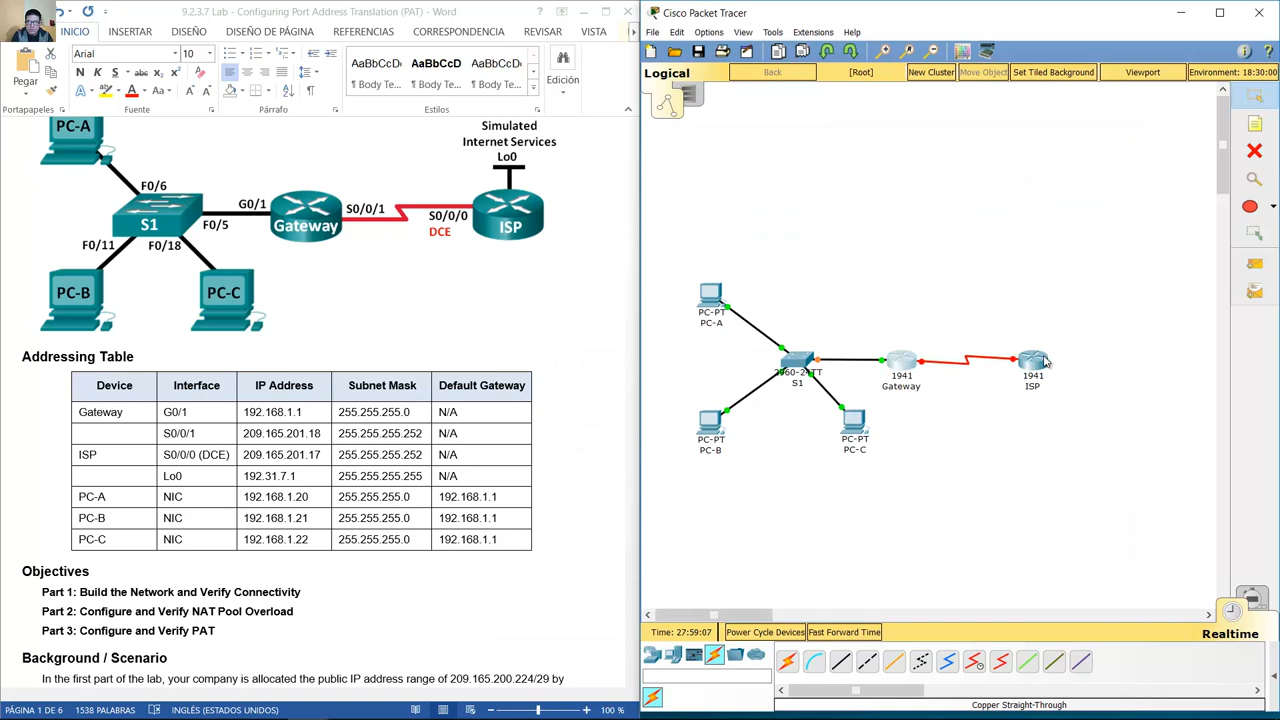 9.2.3.7 Lab - Configuring Port Address Translation (PAT) - Word
INICIO INSERTAR DISEÑO DISEÑO DE PÁGINA REFERENCIAS CORRESPONDENCIA REVISAR VISTA
Arial 10
Pegar
N K S abc x₂ x²
AaBbCcDc AaBbCcDc AaBbCcDc
¶ Body Te... ¶ Body Te... ¶ Body Te...
Edición
Portapapeles Fuente Párrafo Estilos
PC-A
Simulated
Internet Services
Lo0
F0/6
S1
G0/1
F0/5
Gateway
S0/0/1
S0/0/0
DCE
ISP
F0/11 F0/18
PC-B
PC-C
Addressing Table
Device Interface IP Address Subnet Mask Default Gateway
Gateway G0/1 192.168.1.1 255.255.255.0 N/A
S0/0/1 209.165.201.18 255.255.255.252 N/A
ISP S0/0/0 (DCE) 209.165.201.17 255.255.255.252 N/A
Lo0 192.31.7.1 255.255.255.255 N/A
PC-A NIC 192.168.1.20 255.255.255.0 192.168.1.1
PC-B NIC 192.168.1.21 255.255.255.0 192.168.1.1
PC-C NIC 192.168.1.22 255.255.255.0 192.168.1.1
Objectives
Part 1: Build the Network and Verify Connectivity
Part 2: Configure and Verify NAT Pool Overload
Part 3: Configure and Verify PAT
Background / Scenario
In the first part of the lab, your company is allocated the public IP address range of 209.165.200.224/29 by
PÁGINA 1 DE 6 1538 PALABRAS INGLÉS (ESTADOS UNIDOS) 100 %
Cisco Packet Tracer
File Edit Options View Tools Extensions Help
Logical Back [Root] New Cluster Move Object Set Tiled Background Viewport Environment: 18:30:00
PC-PT
PC-A
2960-24TT
S1
1941
Gateway
1941
ISP
PC-PT
PC-B
PC-PT
PC-C
Time: 27:59:07 Power Cycle Devices Fast Forward Time
Realtime
Copper Straight-Through